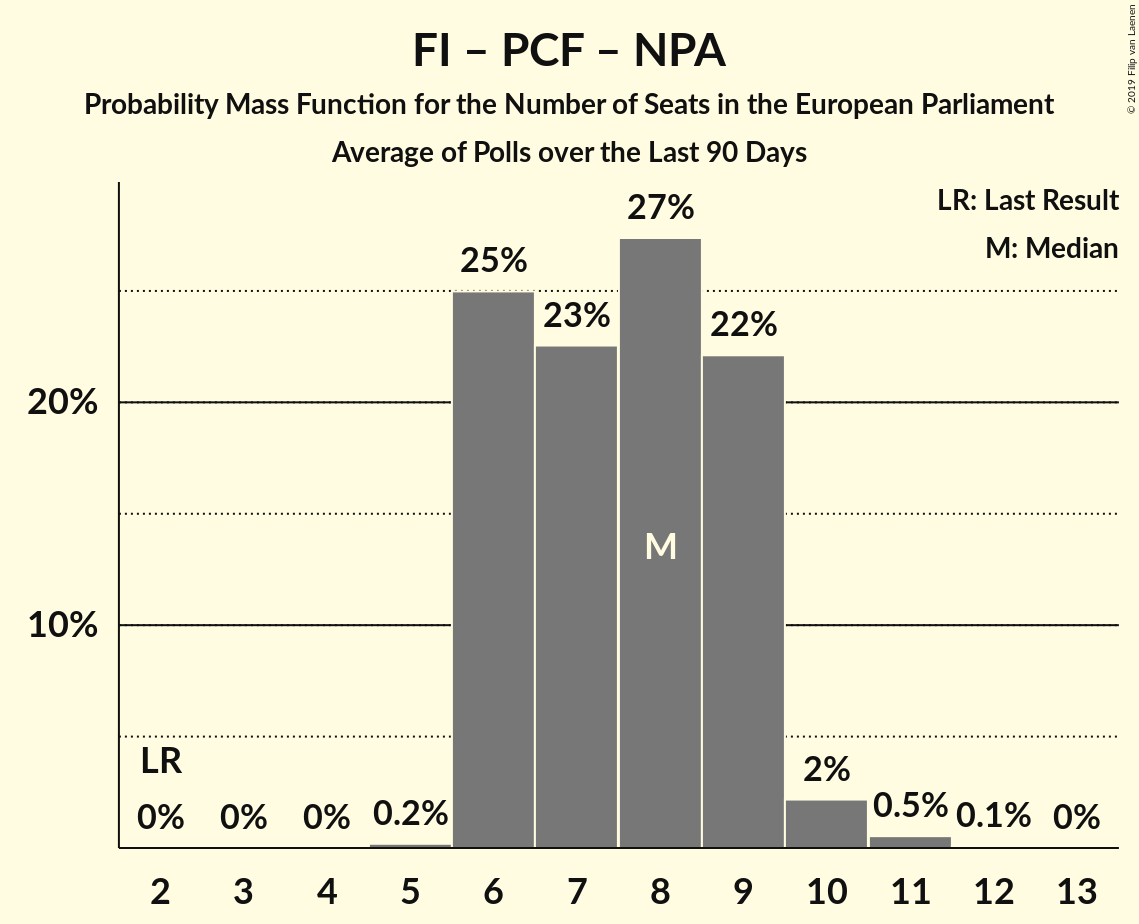 FI – PCF – NPA
Probability Mass Function for the Number of Seats in the European Parliament
Average of Polls over the Last 90 Days
© 2019 Filip van Laenen
LR: Last Result
M: Median
27%
25%
23%
22%
20%
M
10%
LR
0%
0%
0%
0.2%
2%
0.5%
0.1%
0%
2 3 4 5 6 7 8 9 10 11 12 13